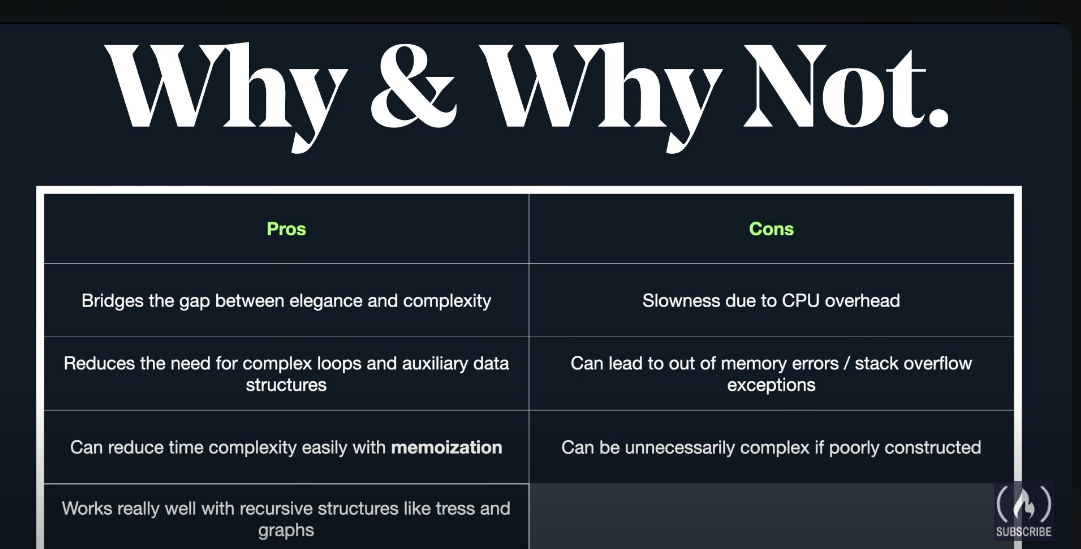 Why & Why Not.
Pros
Cons
Bridges the gap between elegance and complexity
Slowness due to CPU overhead
Reduces the need for complex loops and auxiliary data
structures
Can lead to out of memory errors / stack overflow
exceptions
Can reduce time complexity easily with memoization
Can be unnecessarily complex if poorly constructed
Works really well with recursive structures like tress and
graphs
SUBSCRIBE